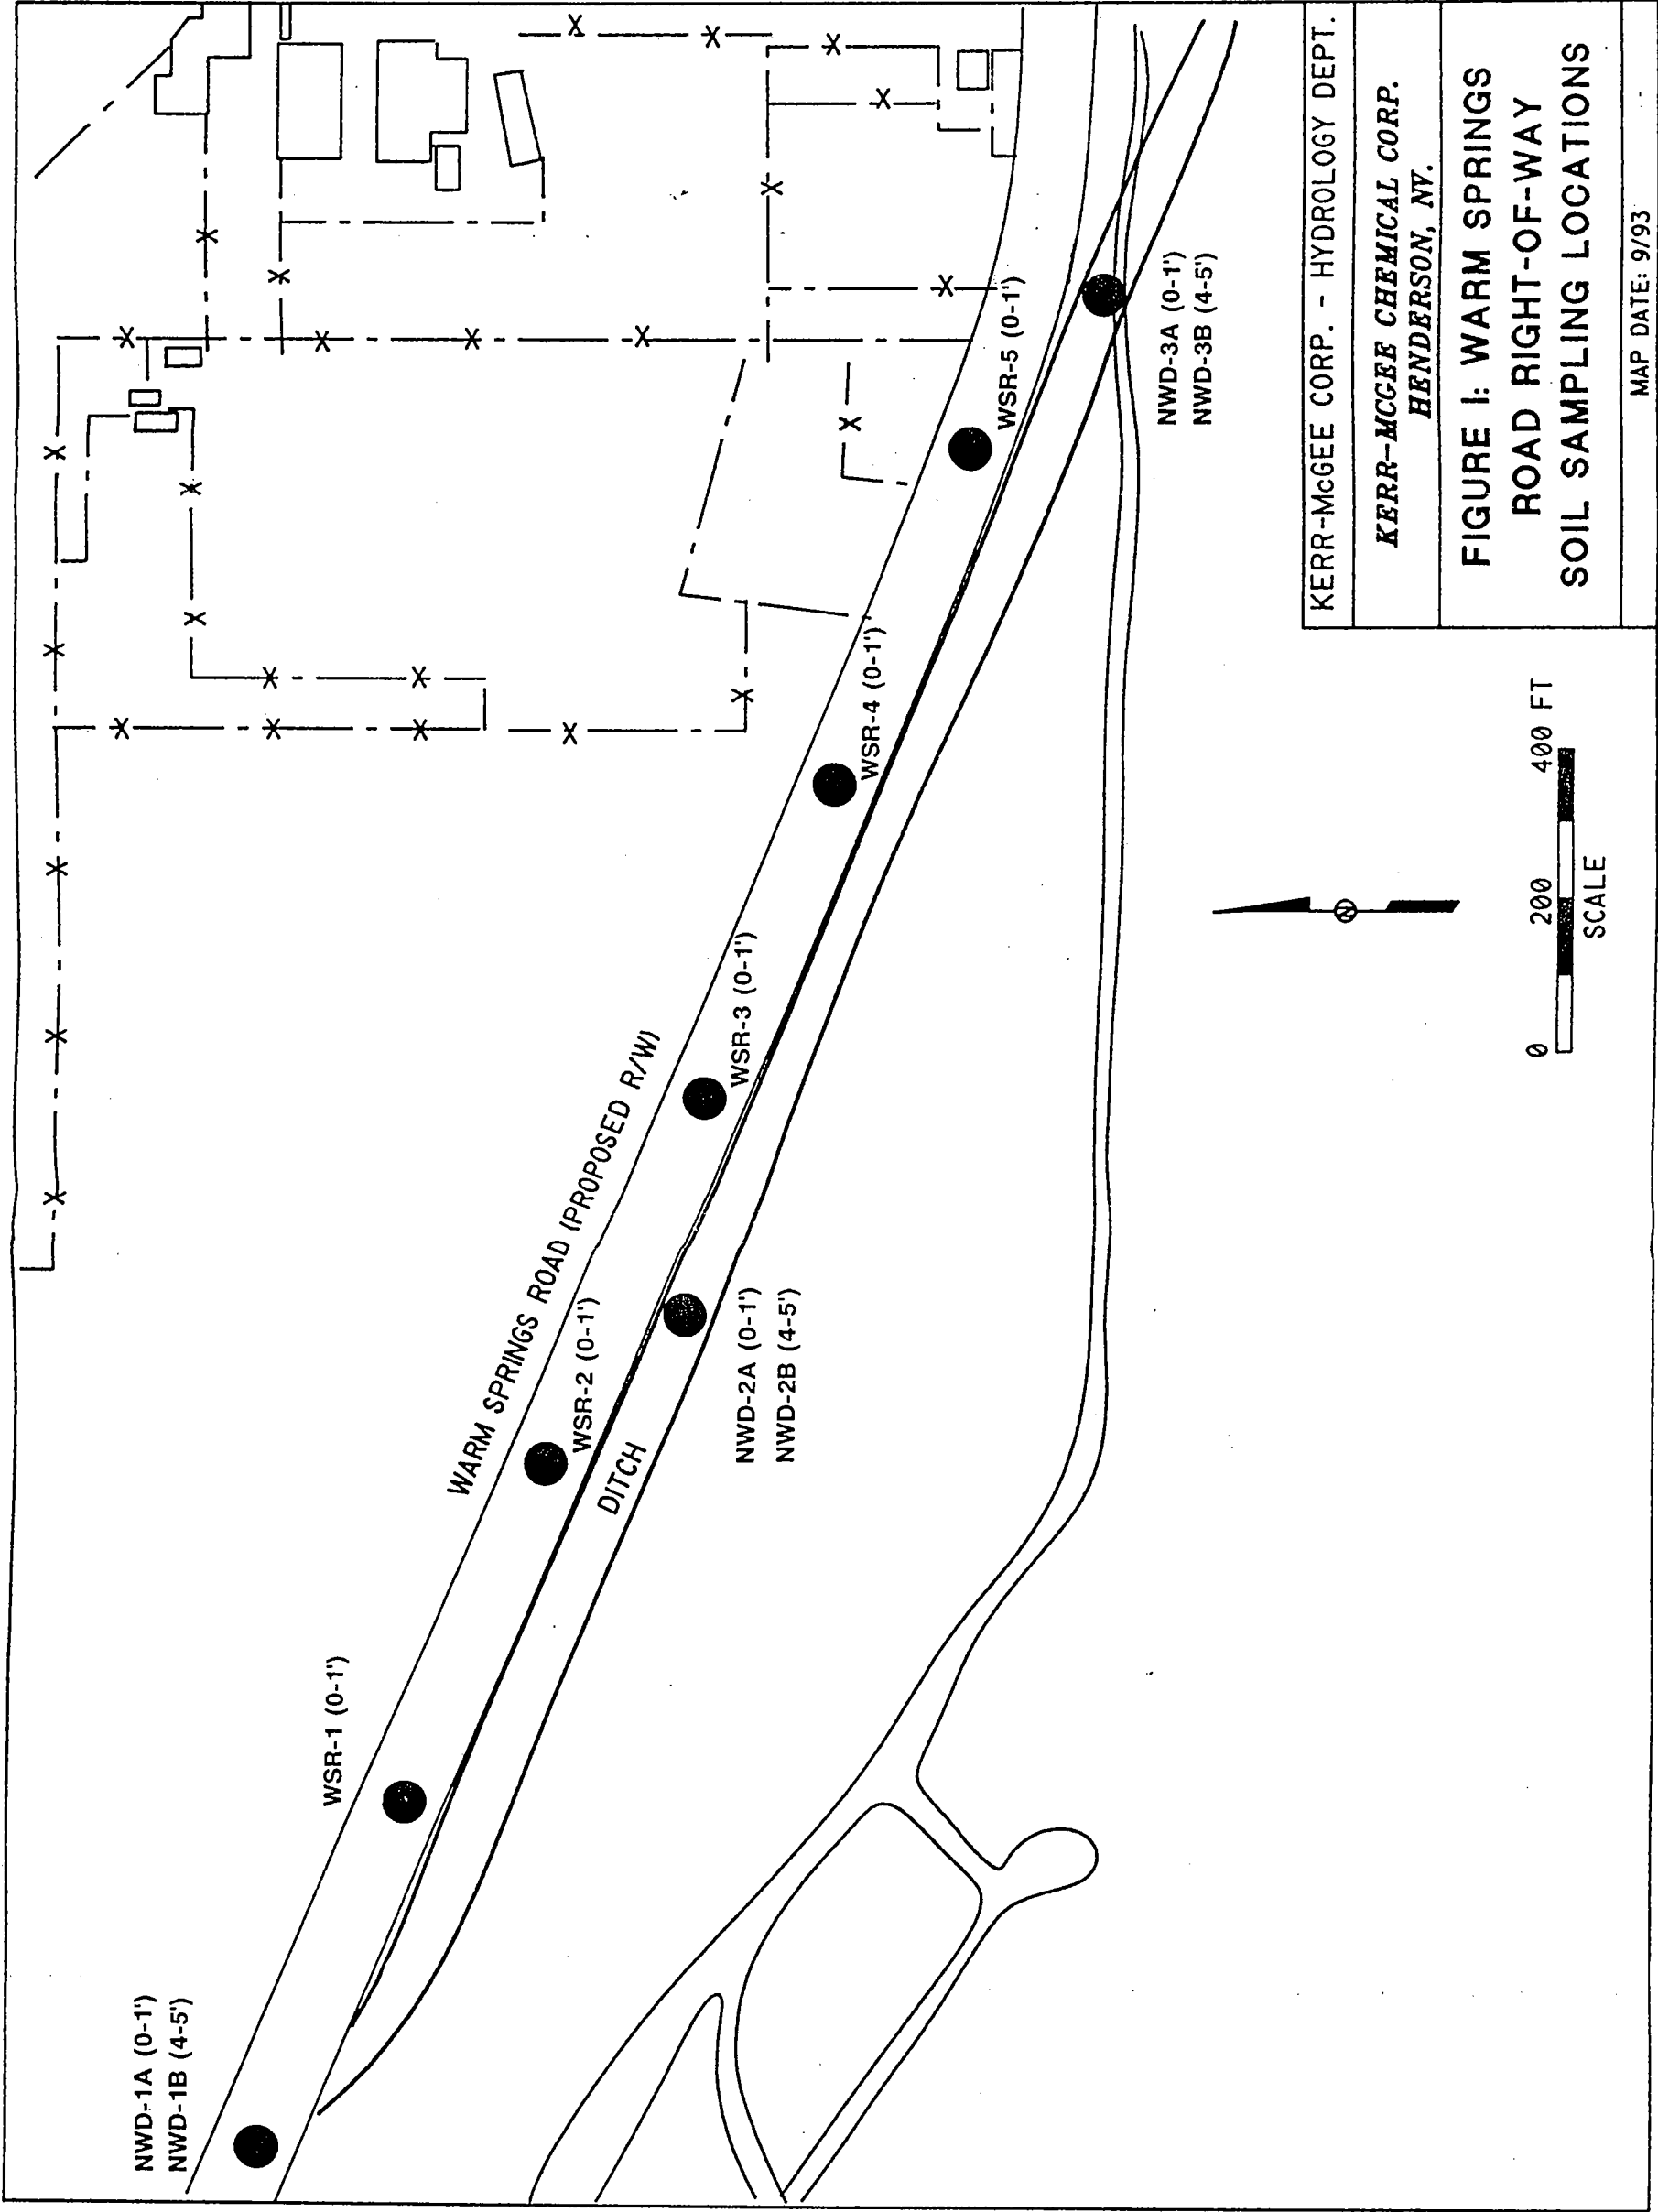 NWD-1A (0-1')
NWD-1B (4-5')
WSR-1 (0-1')
WARM SPRINGS ROAD (PROPOSED R/W)
WSR-2 (0-1')
DITCH
NWD-2A (0-1')
NWD-2B (4-5')
WSR-3 (0-1')
WSR-4 (0-1')
WSR-5 (0-1')
NWD-3A (0-1')
NWD-3B (4-5')
N
0 200 400 FT
SCALE
KERR-McGEE CORP. - HYDROLOGY DEPT.
KERR-MCGEE CHEMICAL CORP.
HENDERSON, NV.
FIGURE I: WARM SPRINGS
ROAD RIGHT-OF-WAY
SOIL SAMPLING LOCATIONS
MAP DATE: 9/93